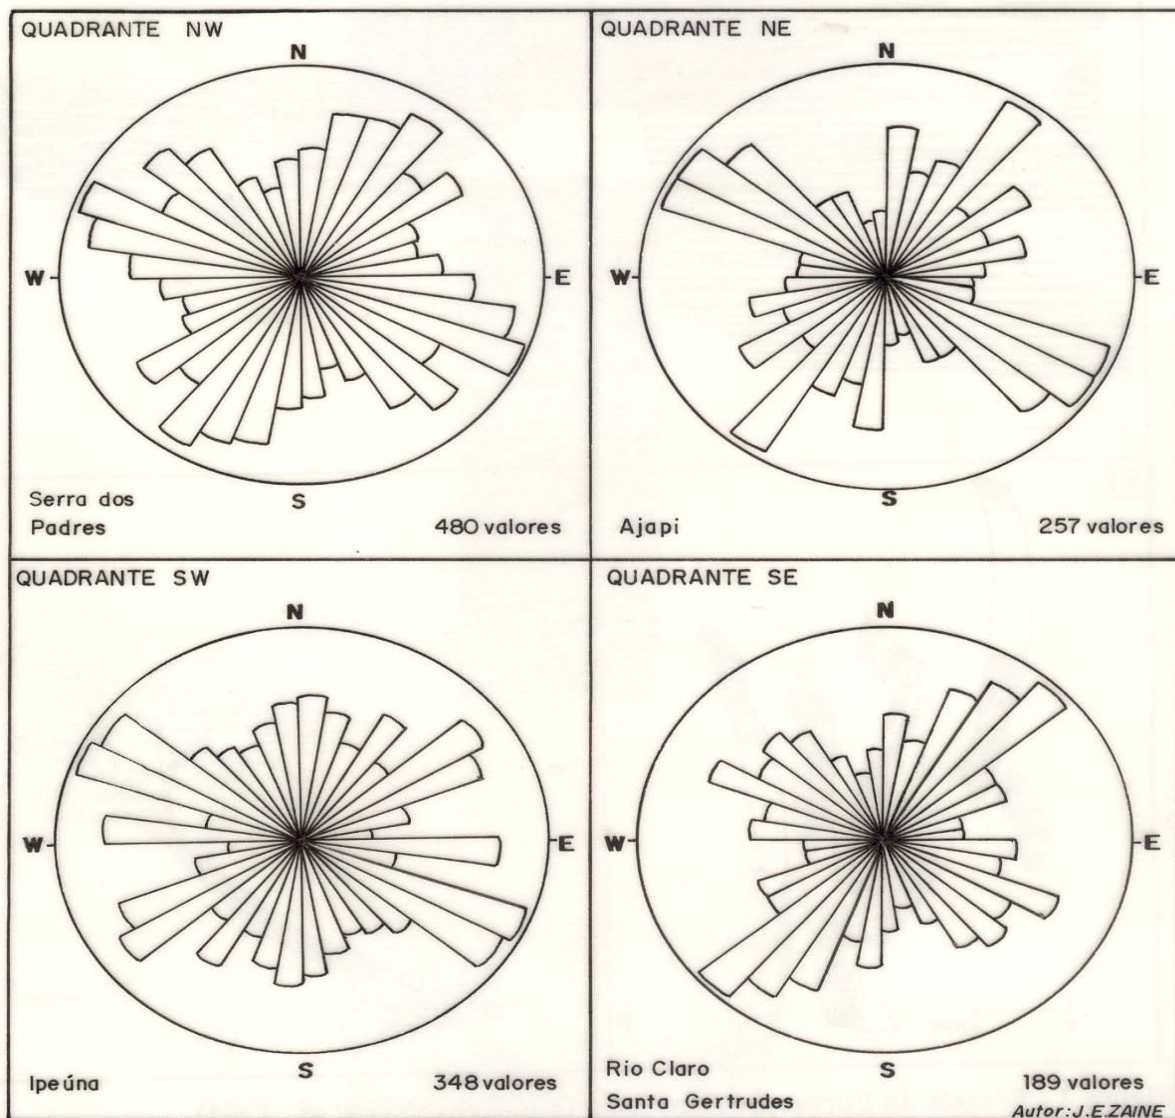 QUADRANTE NW
N
W
E
S
Serra dos
Padres
480 valores
QUADRANTE NE
N
W
E
S
Ajapi
257 valores
QUADRANTE SW
N
W
E
S
Ipeúna
348 valores
QUADRANTE SE
N
W
E
S
Rio Claro
Santa Gertrudes
189 valores
Autor: J.E.ZAINE